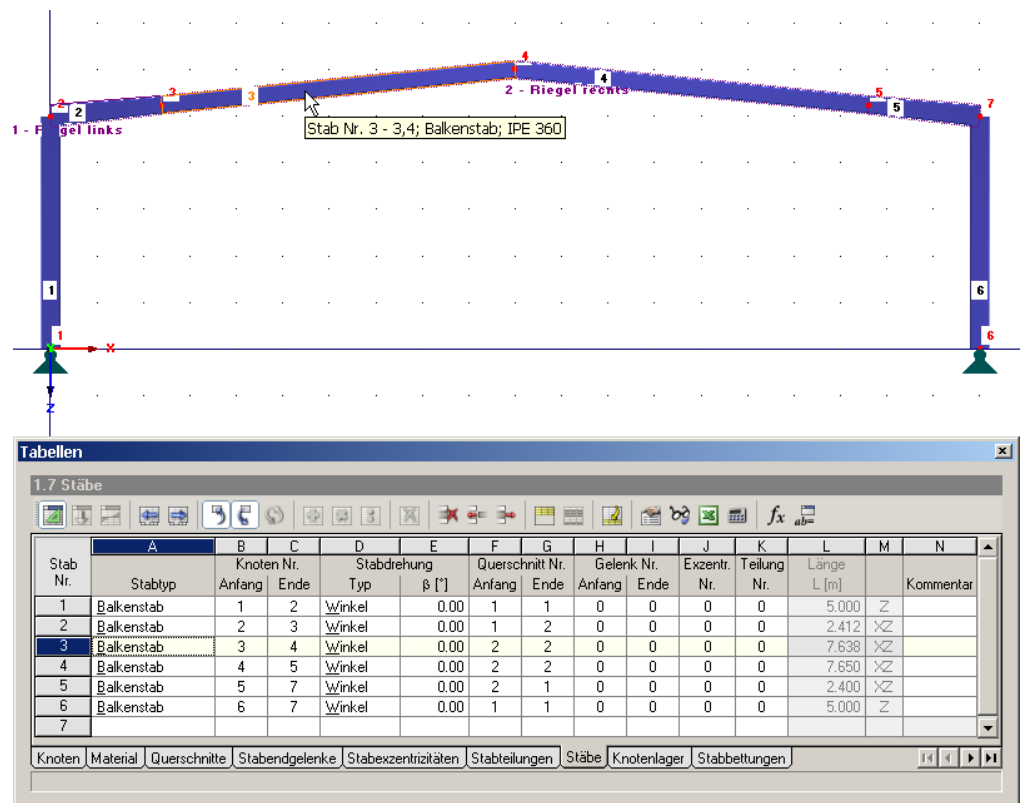 4
4
3
2 - Riegel rechts
5
3
2
2
5
7
1 - Riegel links
Stab Nr. 3 - 3,4; Balkenstab; IPE 360
1
6
1
6
X
Z
Tabellen
1.7 Stäbe
fx ab=
A B C D E F G H I J K L M N
Stab Knoten Nr. Stabdrehung Querschnitt Nr. Gelenk Nr. Exzentr. Teilung Länge
Nr. Stabtyp Anfang Ende Typ β [°] Anfang Ende Anfang Ende Nr. Nr. L [m] Kommentar
1 Balkenstab 1 2 Winkel 0.00 1 1 0 0 0 0 5.000 Z
2 Balkenstab 2 3 Winkel 0.00 1 2 0 0 0 0 2.412 XZ
3 Balkenstab 3 4 Winkel 0.00 2 2 0 0 0 0 7.638 XZ
4 Balkenstab 4 5 Winkel 0.00 2 2 0 0 0 0 7.650 XZ
5 Balkenstab 5 7 Winkel 0.00 2 1 0 0 0 0 2.400 XZ
6 Balkenstab 6 7 Winkel 0.00 1 1 0 0 0 0 5.000 Z
7
Knoten Material Querschnitte Stabendgelenke Stabexzentrizitäten Stabteilungen Stäbe Knotenlager Stabbettungen